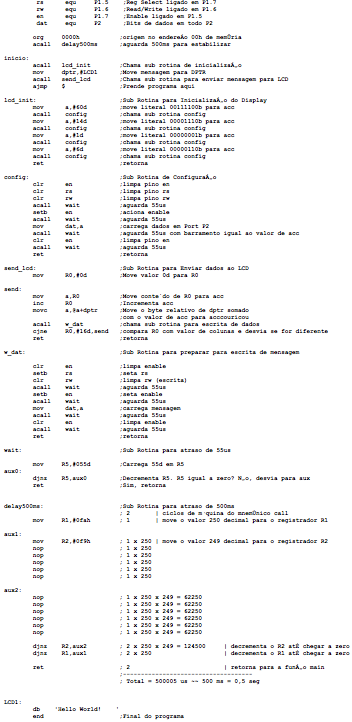 rs equ P1.5 ;Reg Select ligado em P1.5
rw equ P1.6 ;Read/Write ligado em P1.6
en equ P1.7 ;Enable ligado em P1.5
dat equ P2 ;Bits de dados em todo P2
org 0000h ;origem no endereÃ0o 00h de memÛria
acall delay500ms ;aguarda 500ms para estabilizar
inicio:
acall lcd_init ;Chama sub rotina de inicializaÃ,o
mov dptr,#LCD1 ;Move mensagem para DPTR
acall send_lcd ;Chama sub rotina para enviar mensagem para LCD
ajmp $ ;Prende programa aqui
lcd_init: ;Sub Rotina para InicializaÃ,o do Display
mov a,#60d ;move literal 00111100b para acc
acall config ;chama sub rotina config
mov a,#14d ;move literal 00001110b para acc
acall config ;chama sub rotina config
mov a,#1d ;move literal 00000001b para acc
acall config ;chama sub rotina config
mov a,#6d ;move literal 00000110b para acc
acall config ;chama sub rotina config
ret ;retorna
config: ;Sub Rotina de ConfiguraÃ,o
clr en ;limpa pino en
clr rs ;limpa pino rs
clr rw ;limpa pino rw
acall wait ;aguarda 55us
setb en ;aciona enable
acall wait ;aguarda 55us
mov dat,a ;carrega dados em Port P2
acall wait ;aguarda 55us com barramento igual ao valor de acc
clr en ;limpa pino en
acall wait ;aguarda 55us
ret ;retorna
send_lcd: ;Sub Rotina para Enviar dados ao LCD
mov R0,#0d ;Move valor 0d para R0
send:
mov a,R0 ;Move conte˙do de R0 para acc
inc R0 ;Incrementa acc
movc a,@a+dptr ;Move o byte relativo de dptr somado
;com o valor de acc para
acall w_dat ;chama sub rotina para escrita de dados
cjne R0,#16d,send ;compara R0 com valor de colunas e desvia se for diferente
ret ;retorna
w_dat: ;Sub Rotina para preparar para escrita de mensagem
clr en ;limpa enable
setb rs ;seta rs
clr rw ;limpa rw (escrita)
acall wait ;aguarda 55us
setb en ;seta enable
acall wait ;aguarda 55us
mov dat,a ;carrega mensagem
acall wait ;aguarda 55us
clr en ;limpa enable
acall wait ;aguarda 55us
ret ;retorna
wait: ;Sub Rotina para atraso de 55us
mov R5,#055d ;Carrega 55d em R5
aux0:
djnz R5,aux0 ;Decrementa R5. R5 igual a zero? N,o, desvia para aux
ret ;Sim, retorna
delay500ms: ;Sub Rotina para atraso de 500ms
; 2 | ciclos de m·quina do mnemÙnico call
mov R1,#0fah ; 1 | move o valor 250 decimal para o registrador R1
aux1:
mov R2,#0f9h ; 1 x 250 | move o valor 249 decimal para o registrador R2
nop ; 1 x 250
nop ; 1 x 250
nop ; 1 x 250
nop ; 1 x 250
nop ; 1 x 250
aux2:
nop ; 1 x 250 x 249 = 62250
nop ; 1 x 250 x 249 = 62250
nop ; 1 x 250 x 249 = 62250
nop ; 1 x 250 x 249 = 62250
nop ; 1 x 250 x 249 = 62250
nop ; 1 x 250 x 249 = 62250
djnz R2,aux2 ; 2 x 250 x 249 = 124500 | decrementa o R2 atÈ chegar a zero
djnz R1,aux1 ; 2 x 250 | decrementa o R1 atÈ chegar a zero
ret ; 2 | retorna para a funÃ,o main
;------------------------------------
; Total = 500005 us ~~ 500 ms = 0,5 seg
LCD1:
db 'Hello World! '
end ;Final do programa